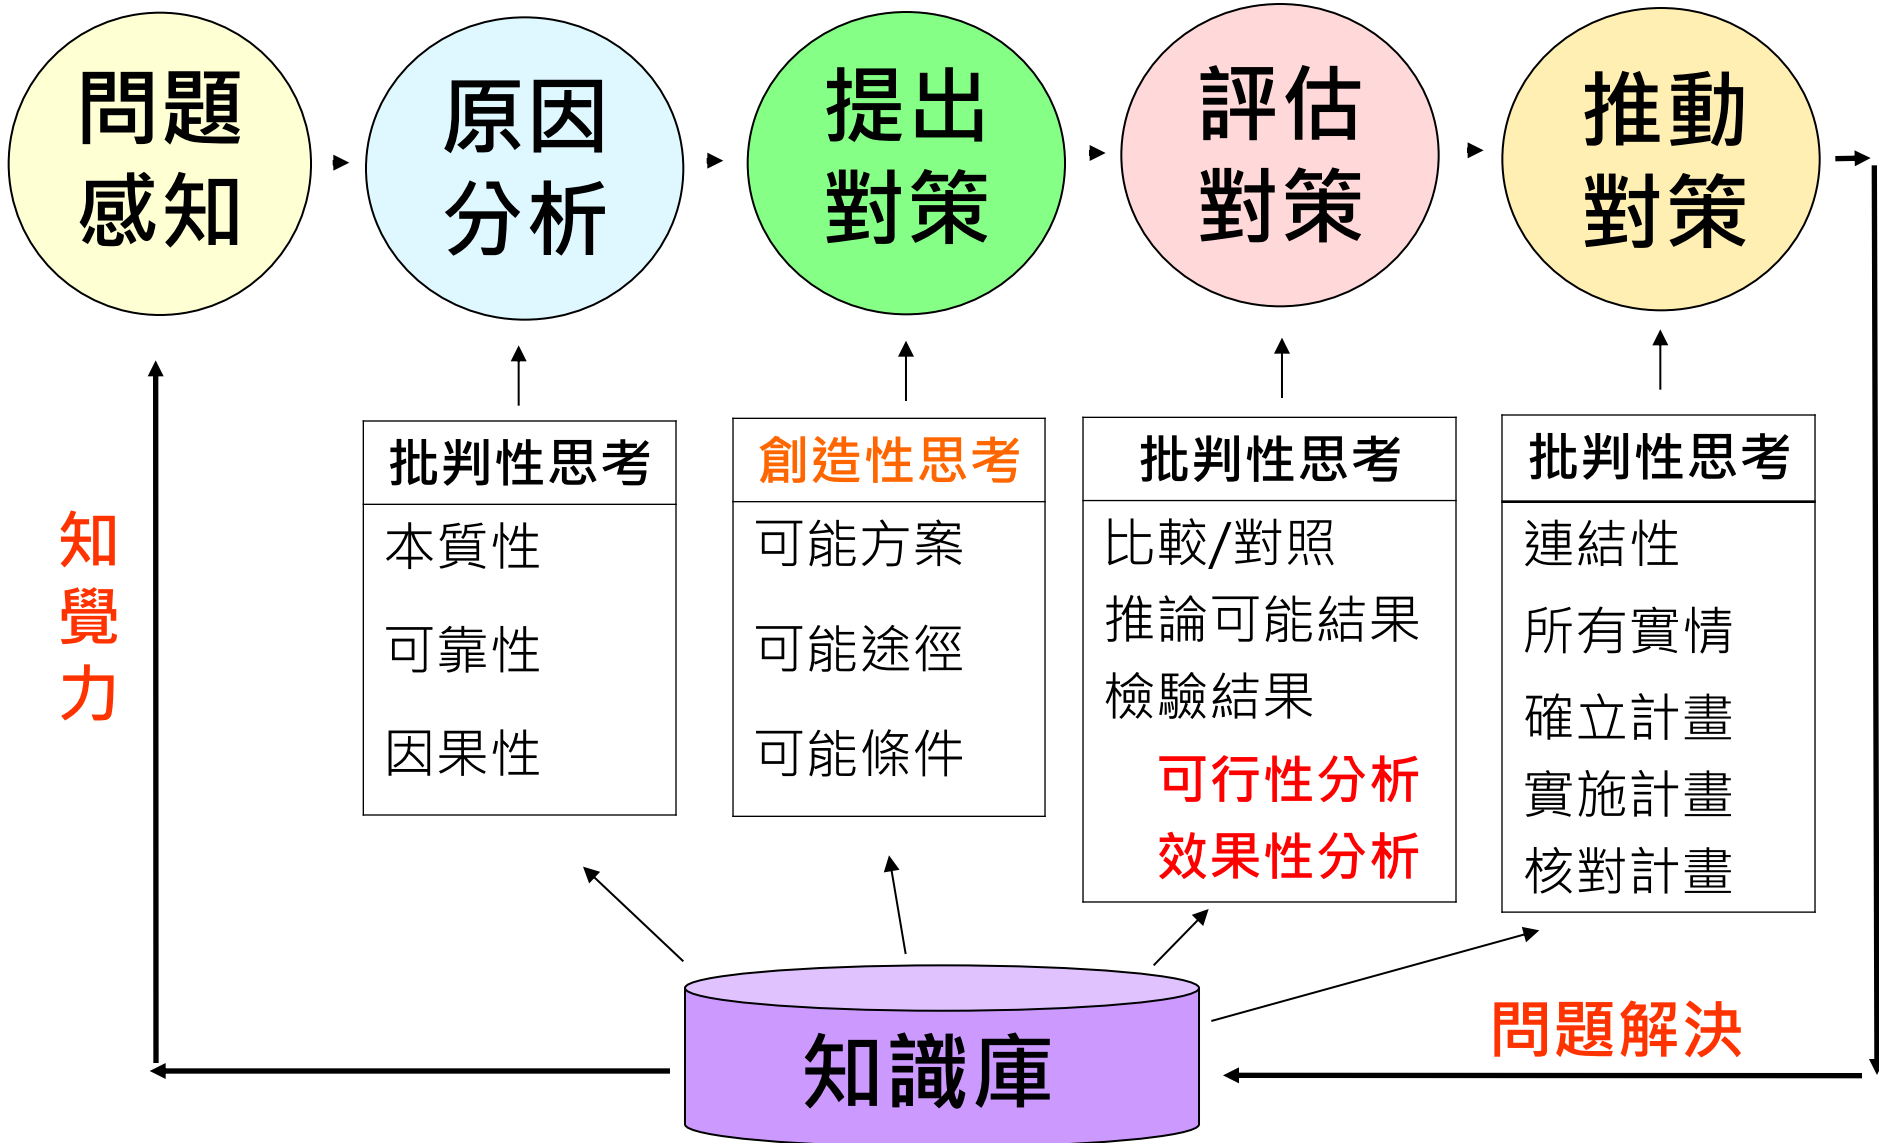 問題
感知
原因
分析
提出
對策
評估
對策
推動
對策
批判性思考
本質性
可靠性
因果性
創造性思考
可能方案
可能途徑
可能條件
批判性思考
比較/對照
推論可能結果
檢驗結果
可行性分析
效果性分析
批判性思考
連結性
所有實情
確立計畫
實施計畫
核對計畫
知
覺
力
知識庫
問題解決